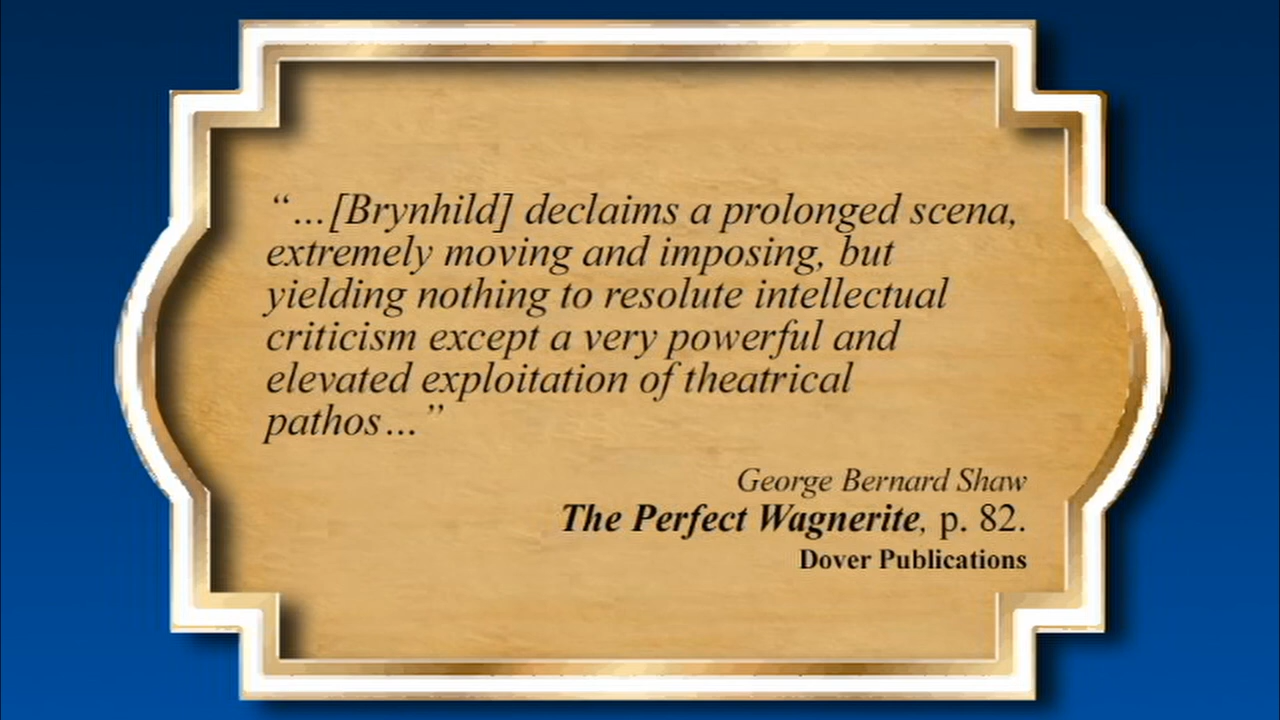 “…[Brynhild] declaims a prolonged scena,
extremely moving and imposing, but
yielding nothing to resolute intellectual
criticism except a very powerful and
elevated exploitation of theatrical
pathos…”
George Bernard Shaw
The Perfect Wagnerite, p. 82.
Dover Publications